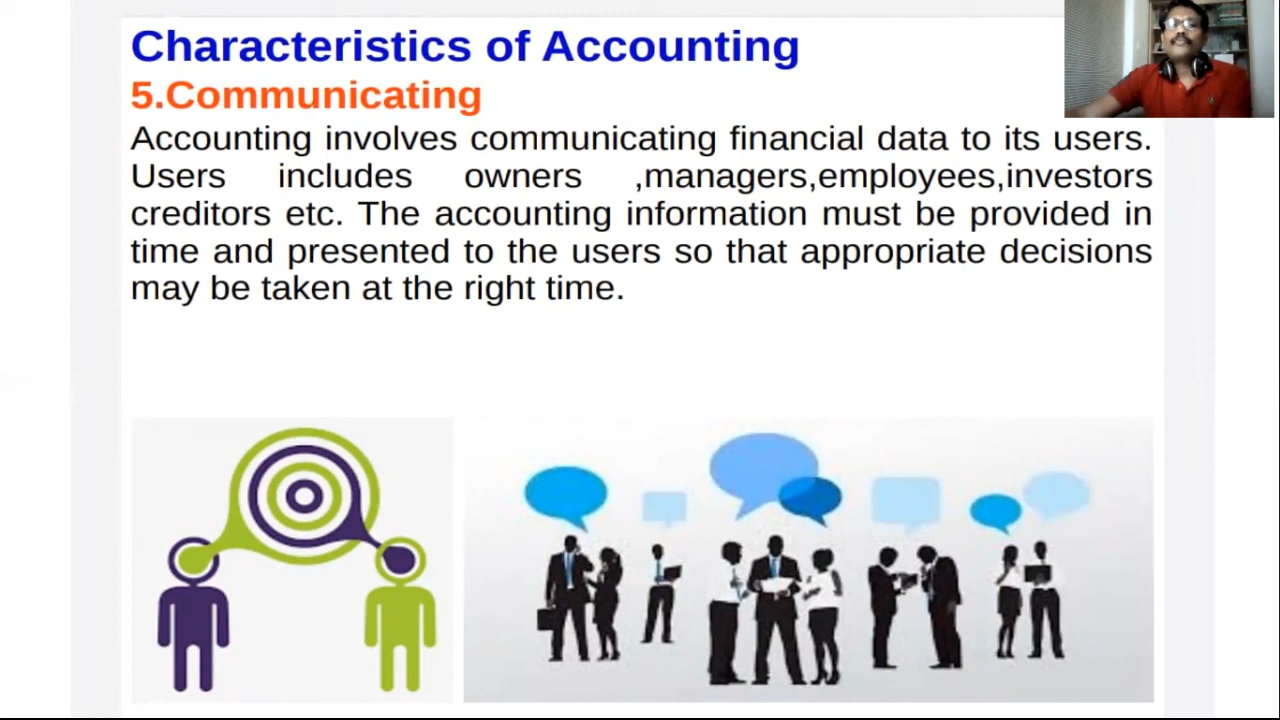 Characteristics of Accounting
5.Communicating
Accounting involves communicating financial data to its users.
Users includes owners ,managers,employees,investors
creditors etc. The accounting information must be provided in
time and presented to the users so that appropriate decisions
may be taken at the right time.